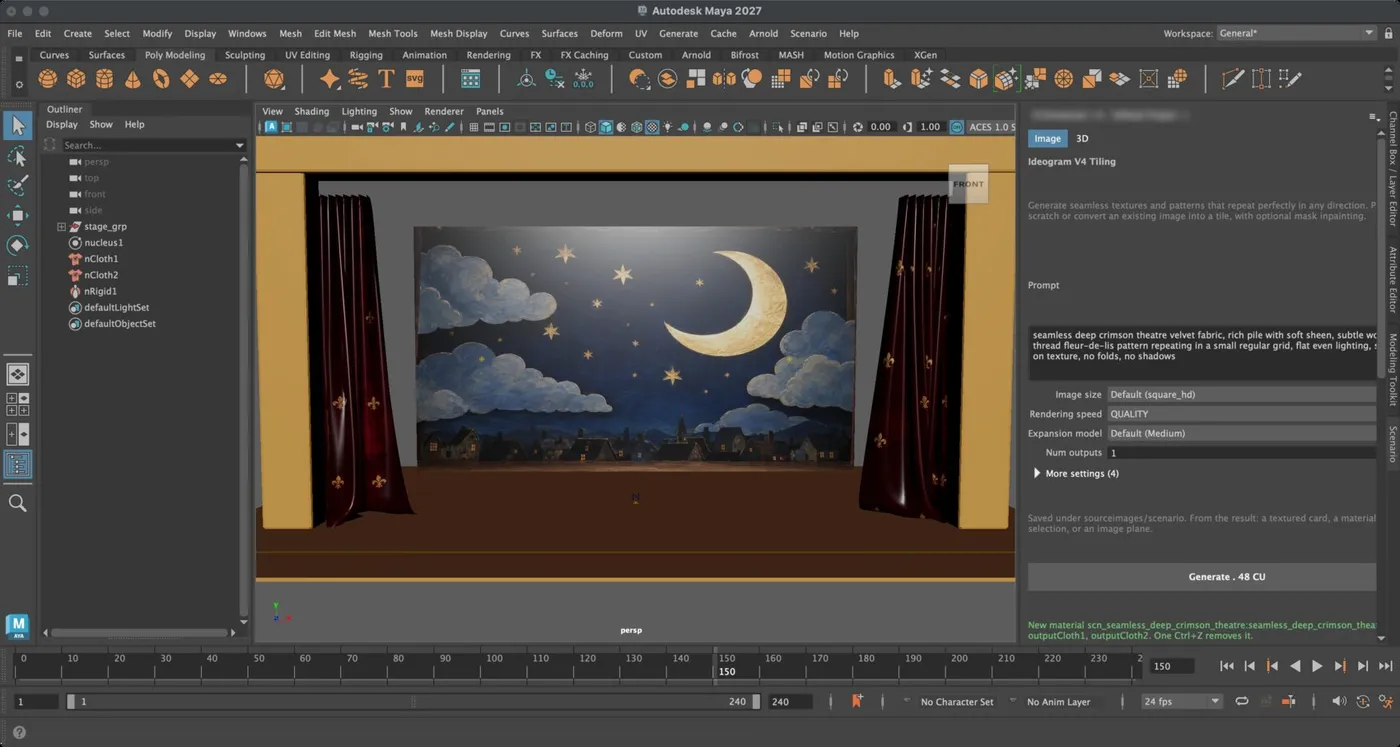 Autodesk Maya 2027
File Edit Create Select Modify Display Windows Mesh Edit Mesh Mesh Tools Mesh Display Curves Surfaces Deform UV Generate Cache Arnold Scenario Help
Workspace: General*
Curves Surfaces Poly Modeling Sculpting UV Editing Rigging Animation Rendering FX FX Caching Custom Arnold Bifrost MASH Motion Graphics XGen
T svg 0,0,0
Outliner
Display Show Help
Search...
persp
top
front
side
stage_grp
nucleus1
nCloth1
nCloth2
nRigid1
defaultLightSet
defaultObjectSet
View Shading Lighting Show Renderer Panels
0.00 1.00 ACES 1.0 S
FRONT
Y
persp
Image 3D
Ideogram V4 Tiling
Generate seamless textures and patterns that repeat perfectly in any direction. P
scratch or convert an existing image into a tile, with optional mask inpainting.
Prompt
seamless deep crimson theatre velvet fabric, rich pile with soft sheen, subtle wo
thread fleur-de-lis pattern repeating in a small regular grid, flat even lighting, s
on texture, no folds, no shadows
Image size Default (square_hd)
Rendering speed QUALITY
Expansion model Default (Medium)
Num outputs 1
More settings (4)
Saved under sourceimages/scenario. From the result: a textured card, a material
selection, or an image plane.
Generate . 48 CU
New material scn_seamless_deep_crimson_theatre:seamless_deep_crimson_thea
outputCloth1, outputCloth2. One Ctrl+Z removes it.
Channel Box / Layer Editor
Attribute Editor
Modeling Toolkit
Scenario
M
AYA
0 10 20 30 40 50 60 70 80 90 100 110 120 130 140 150 160 170 180 190 200 210 220 230 2
150
150
1 1 240 240 No Character Set No Anim Layer 24 fps